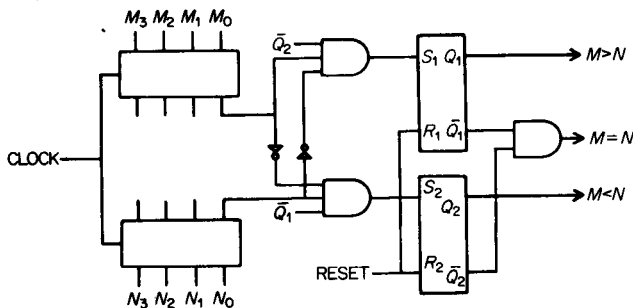 M₃ M₂ M₁ M₀
Q̄₂
S₁ Q₁
M>N
R₁ Q̄₁
M=N
CLOCK
S₂
Q₂
M<N
Q̄₁
RESET
R₂ Q̄₂
N₃ N₂ N₁ N₀